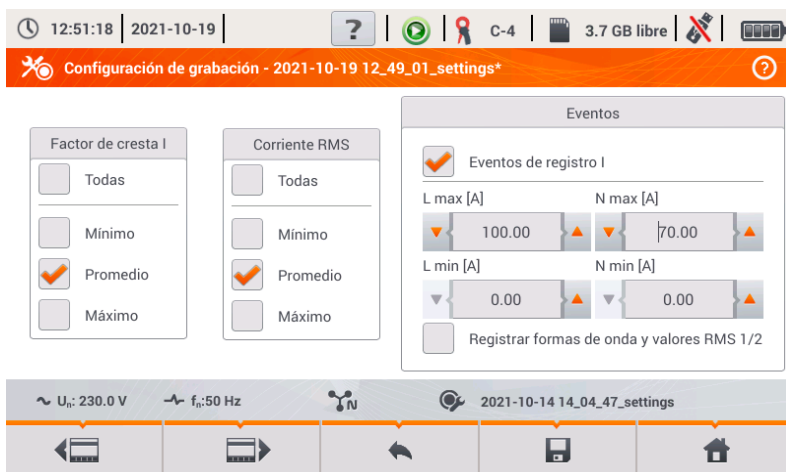 12:51:18 2021-10-19 ? C-4 3.7 GB libre
Configuración de grabación - 2021-10-19 12_49_01_settings* ?
Factor de cresta I
Todas
Mínimo
Promedio
Máximo
Corriente RMS
Todas
Mínimo
Promedio
Máximo
Eventos
Eventos de registro I
L max [A] N max [A]
100.00 70.00
L min [A] N min [A]
0.00 0.00
Registrar formas de onda y valores RMS 1/2
Un: 230.0 V fn:50 Hz N 2021-10-14 14_04_47_settings